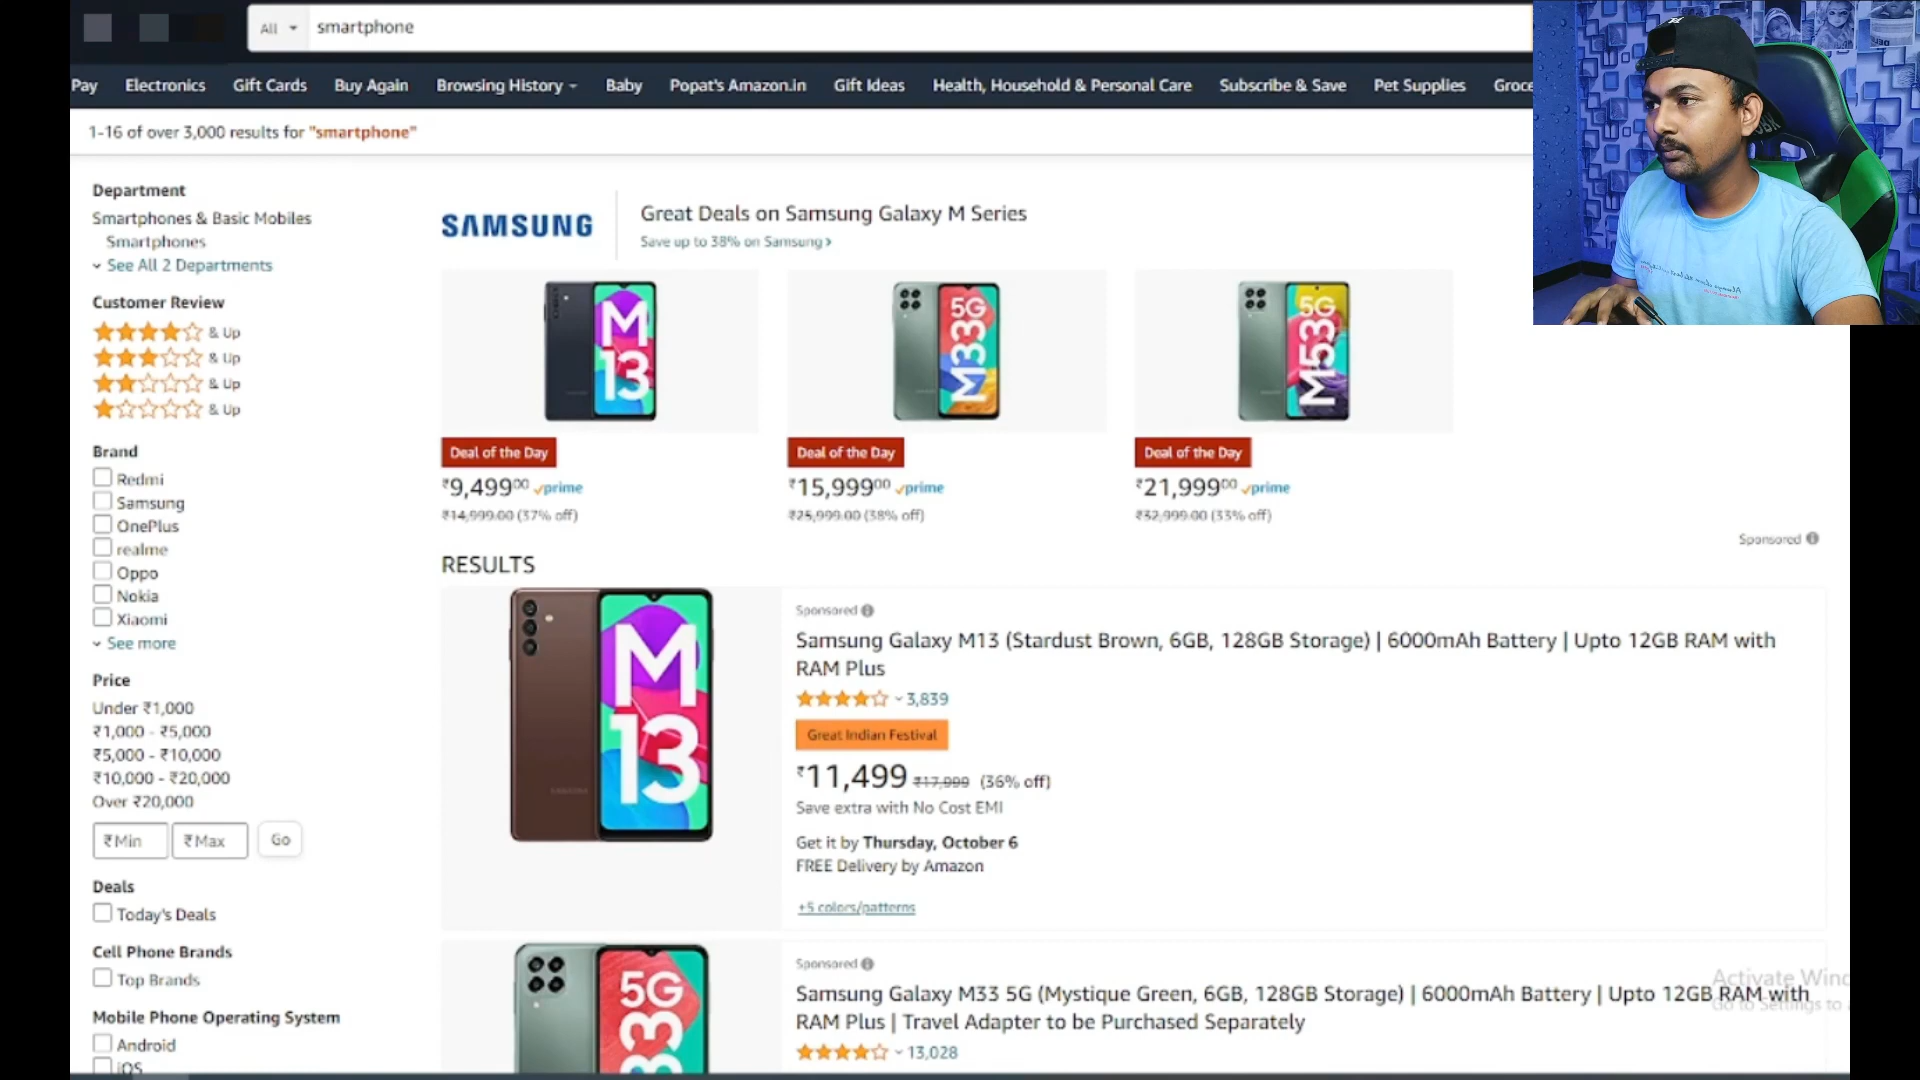 All
smartphone
Pay Electronics Gift Cards Buy Again Browsing History Baby Popat's Amazon.in Gift Ideas Health, Household & Personal Care Subscribe & Save Pet Supplies Groce
1-16 of over 3,000 results for "smartphone"
Department
Smartphones & Basic Mobiles
Smartphones
See All 2 Departments
Customer Review
& Up
& Up
& Up
& Up
Brand
Redmi
Samsung
OnePlus
realme
Oppo
Nokia
Xiaomi
See more
Price
Under ₹1,000
₹1,000 - ₹5,000
₹5,000 - ₹10,000
₹10,000 - ₹20,000
Over ₹20,000
₹Min ₹Max Go
Deals
Today's Deals
Cell Phone Brands
Top Brands
Mobile Phone Operating System
Android
iOS
SAMSUNG
Great Deals on Samsung Galaxy M Series
Save up to 38% on Samsung ›
M
13
5G
M33
5G
M53
Deal of the Day
₹9,499⁰⁰ prime
₹14,999.00 (37% off)
Deal of the Day
₹15,999⁰⁰ prime
₹25,999.00 (38% off)
Deal of the Day
₹21,999⁰⁰ prime
₹32,999.00 (33% off)
Sponsored
RESULTS
M
13
Sponsored
Samsung Galaxy M13 (Stardust Brown, 6GB, 128GB Storage) | 6000mAh Battery | Upto 12GB RAM with
RAM Plus
3,839
Great Indian Festival
₹11,499 ₹17,999 (36% off)
Save extra with No Cost EMI
Get it by Thursday, October 6
FREE Delivery by Amazon
+5 colors/patterns
5G
33
Sponsored
Samsung Galaxy M33 5G (Mystique Green, 6GB, 128GB Storage) | 6000mAh Battery | Upto 12GB RAM with
RAM Plus | Travel Adapter to be Purchased Separately
13,028
Activate Winc
Go to Settings to